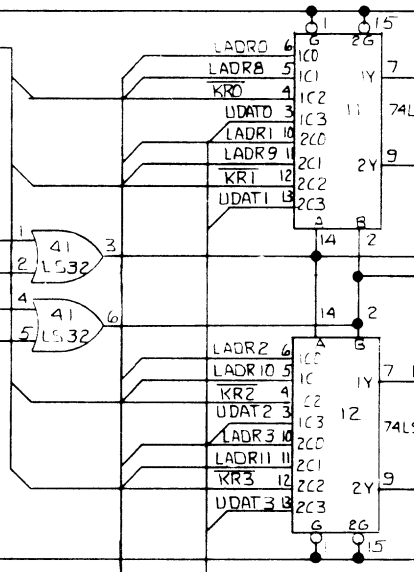 1 15
G 2G
LADR0 6 1C0
LADR8 5 1C1 1Y 7
KR0 4 1C2
UDAT0 3 1C3 11 74L
LADR1 10 2C0
LADR9 11 2C1 2Y 9
KR1 12 2C2
UDAT1 13 2C3
A B
14 2
1 41 3
2 LS32
4 41 6
5 LS32
14 2
A B
LADR2 6 1C0
LADR10 5 1C 1Y 7
KR2 4 C2
UDAT2 3 1C3 12 74LS
LADR3 10 2C0
LADR11 11 2C1
KR3 12 2C2 2Y 9
UDAT3 13 2C3
G 2G
1 15